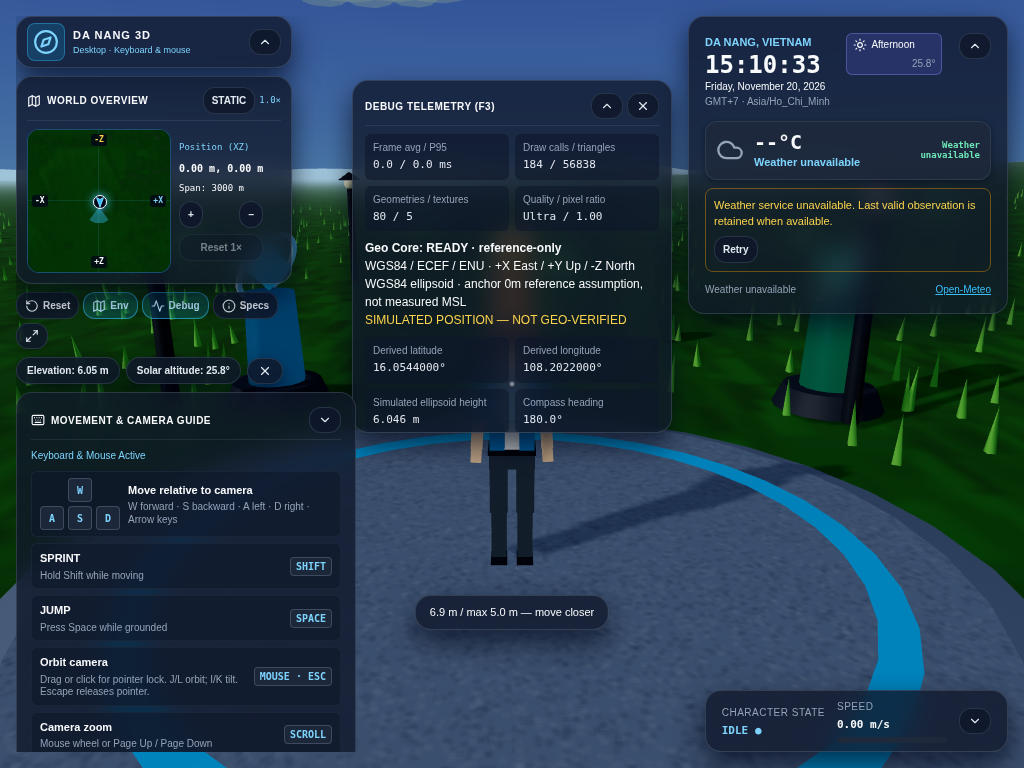 DA NANG 3D
Desktop · Keyboard & mouse
WORLD OVERVIEW
STATIC
1.0×
-Z
-X
+X
+Z
Position (XZ)
0.00 m, 0.00 m
Span: 3000 m
+
−
Reset 1×
Reset
Env
Debug
Specs
Elevation: 6.05 m
Solar altitude: 25.8°
MOVEMENT & CAMERA GUIDE
Keyboard & Mouse Active
W
A
S
D
Move relative to camera
W forward · S backward · A left · D right ·
Arrow keys
SPRINT
Hold Shift while moving
SHIFT
JUMP
Press Space while grounded
SPACE
Orbit camera
Drag or click for pointer lock. J/L orbit; I/K tilt.
Escape releases pointer.
MOUSE · ESC
Camera zoom
Mouse wheel or Page Up / Page Down
SCROLL
DEBUG TELEMETRY (F3)
Frame avg / P95
0.0 / 0.0 ms
Draw calls / triangles
184 / 56838
Geometries / textures
80 / 5
Quality / pixel ratio
Ultra / 1.00
Geo Core: READY · reference-only
WGS84 / ECEF / ENU · +X East / +Y Up / -Z North
WGS84 ellipsoid · anchor 0m reference assumption,
not measured MSL
SIMULATED POSITION — NOT GEO-VERIFIED
Derived latitude
16.0544000°
Derived longitude
108.2022000°
Simulated ellipsoid height
6.046 m
Compass heading
180.0°
6.9 m / max 5.0 m — move closer
DA NANG, VIETNAM
15:10:33
Friday, November 20, 2026
GMT+7 · Asia/Ho_Chi_Minh
Afternoon
25.8°
--°C
Weather unavailable
Weather
unavailable
Weather service unavailable. Last valid observation is
retained when available.
Retry
Weather unavailable
Open-Meteo
CHARACTER STATE
IDLE ●
SPEED
0.00 m/s